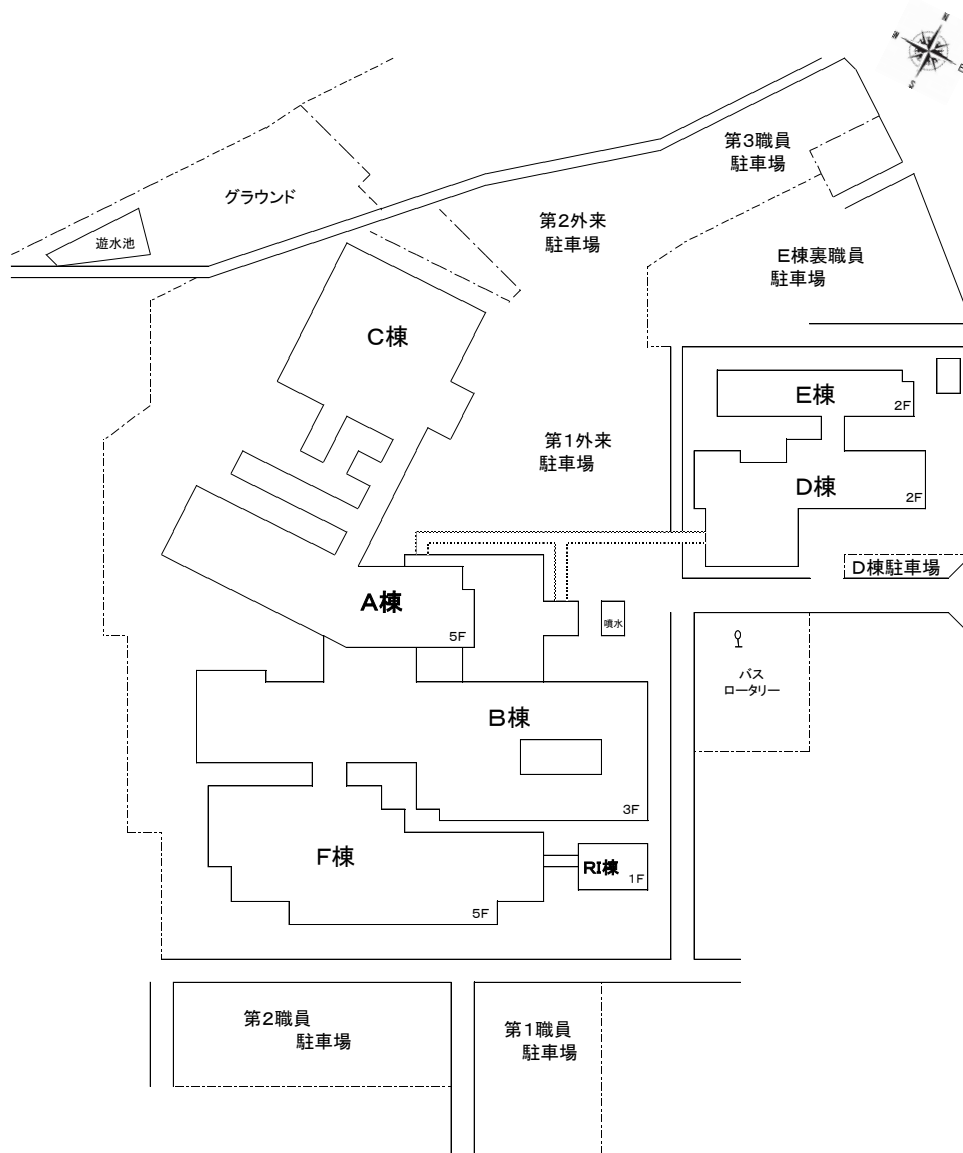 N
W
E
S
第3職員
駐車場
グラウンド
第2外来
駐車場
遊水池
E棟裏職員
駐車場
C棟
E棟
2F
第1外来
駐車場
D棟
2F
D棟駐車場
A棟
5F
噴水
バス
ロータリー
B棟
3F
F棟
RI棟
1F
5F
第2職員
駐車場
第1職員
駐車場